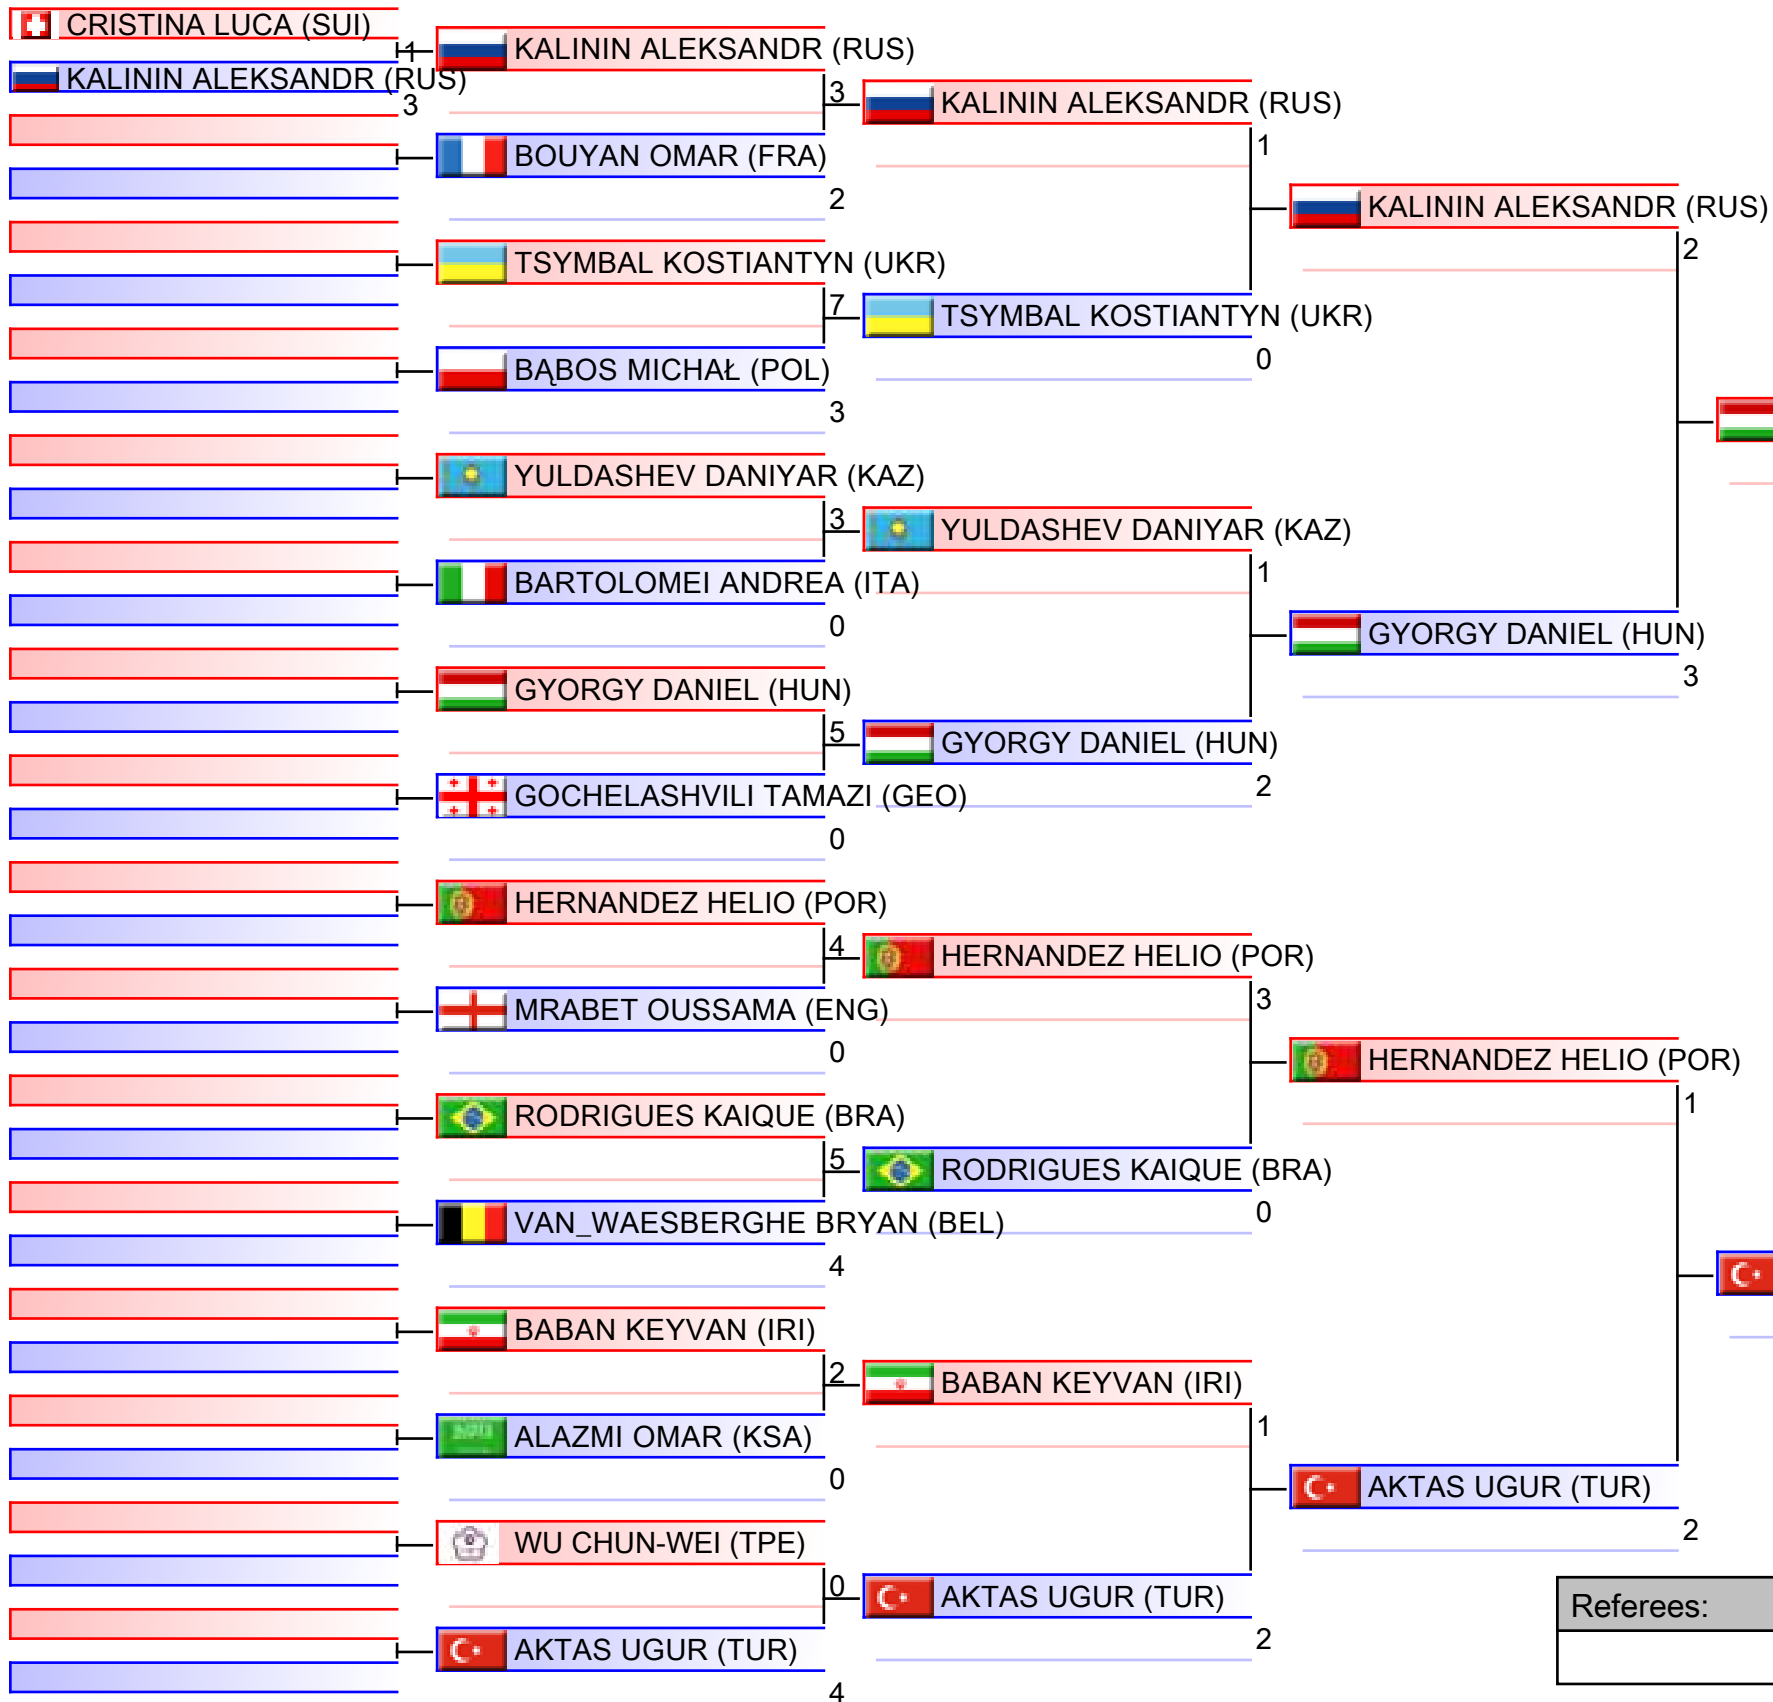 CRISTINA LUCA (SUI)
1
KALININ ALEKSANDR (RUS)
3
KALININ ALEKSANDR (RUS)
3
BOUYAN OMAR (FRA)
2
TSYMBAL KOSTIANTYN (UKR)
7
BĄBOS MICHAŁ (POL)
3
YULDASHEV DANIYAR (KAZ)
3
BARTOLOMEI ANDREA (ITA)
0
GYORGY DANIEL (HUN)
5
GOCHELASHVILI TAMAZI (GEO)
0
HERNANDEZ HELIO (POR)
4
MRABET OUSSAMA (ENG)
0
RODRIGUES KAIQUE (BRA)
5
VAN_WAESBERGHE BRYAN (BEL)
4
BABAN KEYVAN (IRI)
2
ALAZMI OMAR (KSA)
0
WU CHUN-WEI (TPE)
0
AKTAS UGUR (TUR)
4
KALININ ALEKSANDR (RUS)
1
TSYMBAL KOSTIANTYN (UKR)
0
YULDASHEV DANIYAR (KAZ)
1
GYORGY DANIEL (HUN)
2
HERNANDEZ HELIO (POR)
3
RODRIGUES KAIQUE (BRA)
0
BABAN KEYVAN (IRI)
1
AKTAS UGUR (TUR)
2
KALININ ALEKSANDR (RUS)
2
GYORGY DANIEL (HUN)
3
HERNANDEZ HELIO (POR)
1
AKTAS UGUR (TUR)
2
Referees: